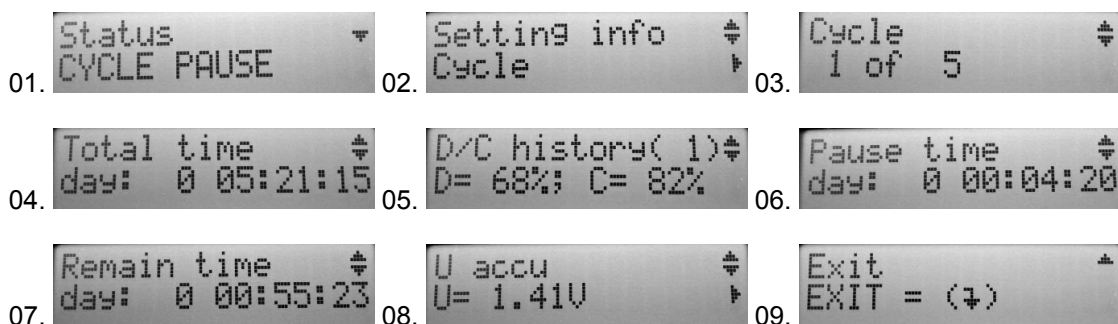 Status
CYCLE PAUSE
01.
Setting info
Cycle
02.
Cycle
1 of 5
03.
Total time
day: 0 05:21:15
04.
D/C history( 1)
D= 68%; C= 82%
05.
Pause time
day: 0 00:04:20
06.
Remain time
day: 0 00:55:23
07.
U accu
U= 1.41V
08.
Exit
EXIT = (↴)
09.